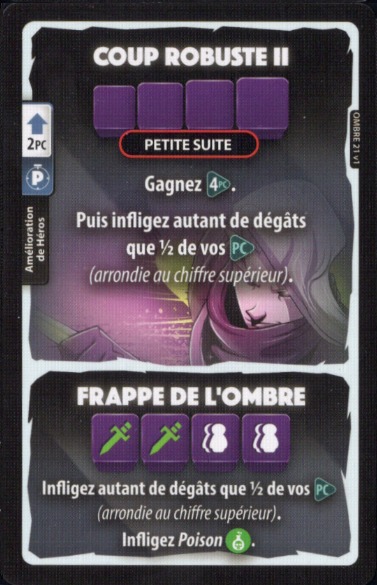 COUP ROBUSTE II
PETITE SUITE
2PC
P
Amélioration
de Héros
OMBRE 21 v1
Gagnez 4PC.
Puis infligez autant de dégâts
que ½ de vos PC
(arrondie au chiffre supérieur).
FRAPPE DE L'OMBRE
Infligez autant de dégâts que ½ de vos PC
(arrondie au chiffre supérieur).
Infligez Poison.